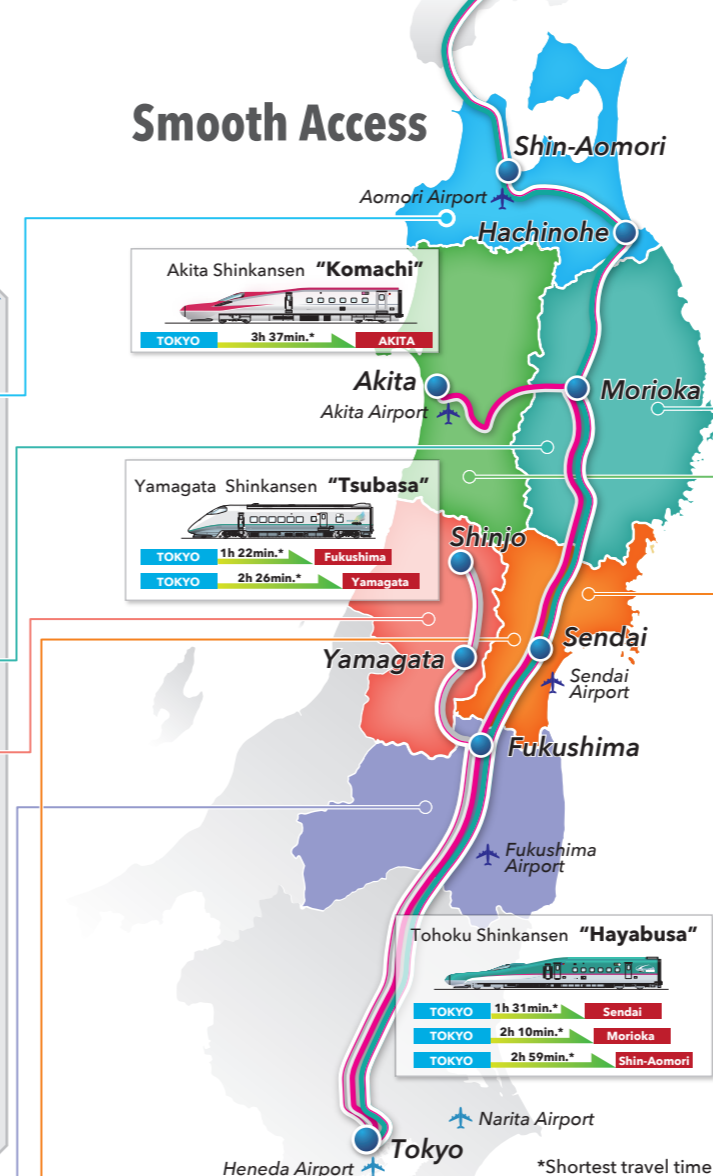 Smooth Access
Shin-Aomori
Aomori Airport
Hachinohe
Akita Shinkansen "Komachi"
TOKYO 3h 37min.* AKITA
Akita
Morioka
Akita Airport
Yamagata Shinkansen "Tsubasa"
TOKYO 1h 22min.* Fukushima
TOKYO 2h 26min.* Yamagata
Shinjo
Sendai
Yamagata
Sendai
Airport
Fukushima
Fukushima
Airport
Tohoku Shinkansen "Hayabusa"
TOKYO 1h 31min.* Sendai
TOKYO 2h 10min.* Morioka
TOKYO 2h 59min.* Shin-Aomori
Narita Airport
Tokyo
Heneda Airport
*Shortest travel time